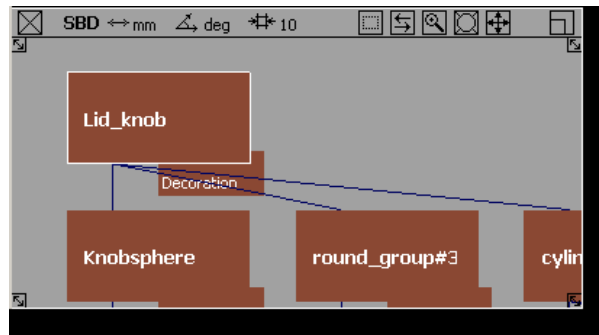 SBD mm deg 10
Lid_knob
Decoration
Knobsphere round_group#3 cylin